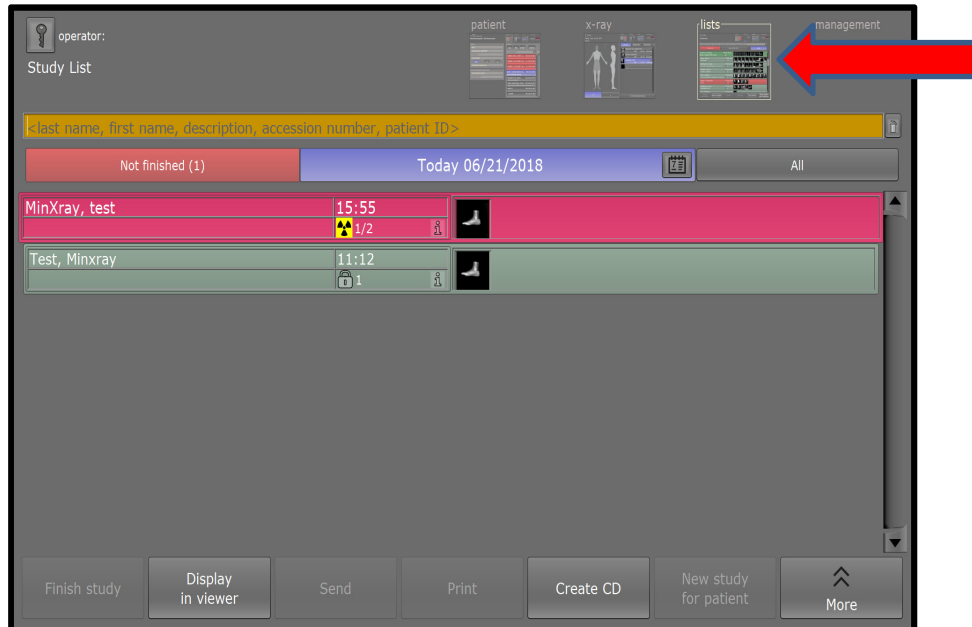 patient
x-ray
lists
management
operator:
Study List
<last name, first name, description, accession number, patient ID>
Not finished (1)
Today 06/21/2018
7
All
MinXray, test
15:55
1/2
i
Test, Minxray
11:12
1
i
Finish study
Display
in viewer
Send
Print
Create CD
New study
for patient
More